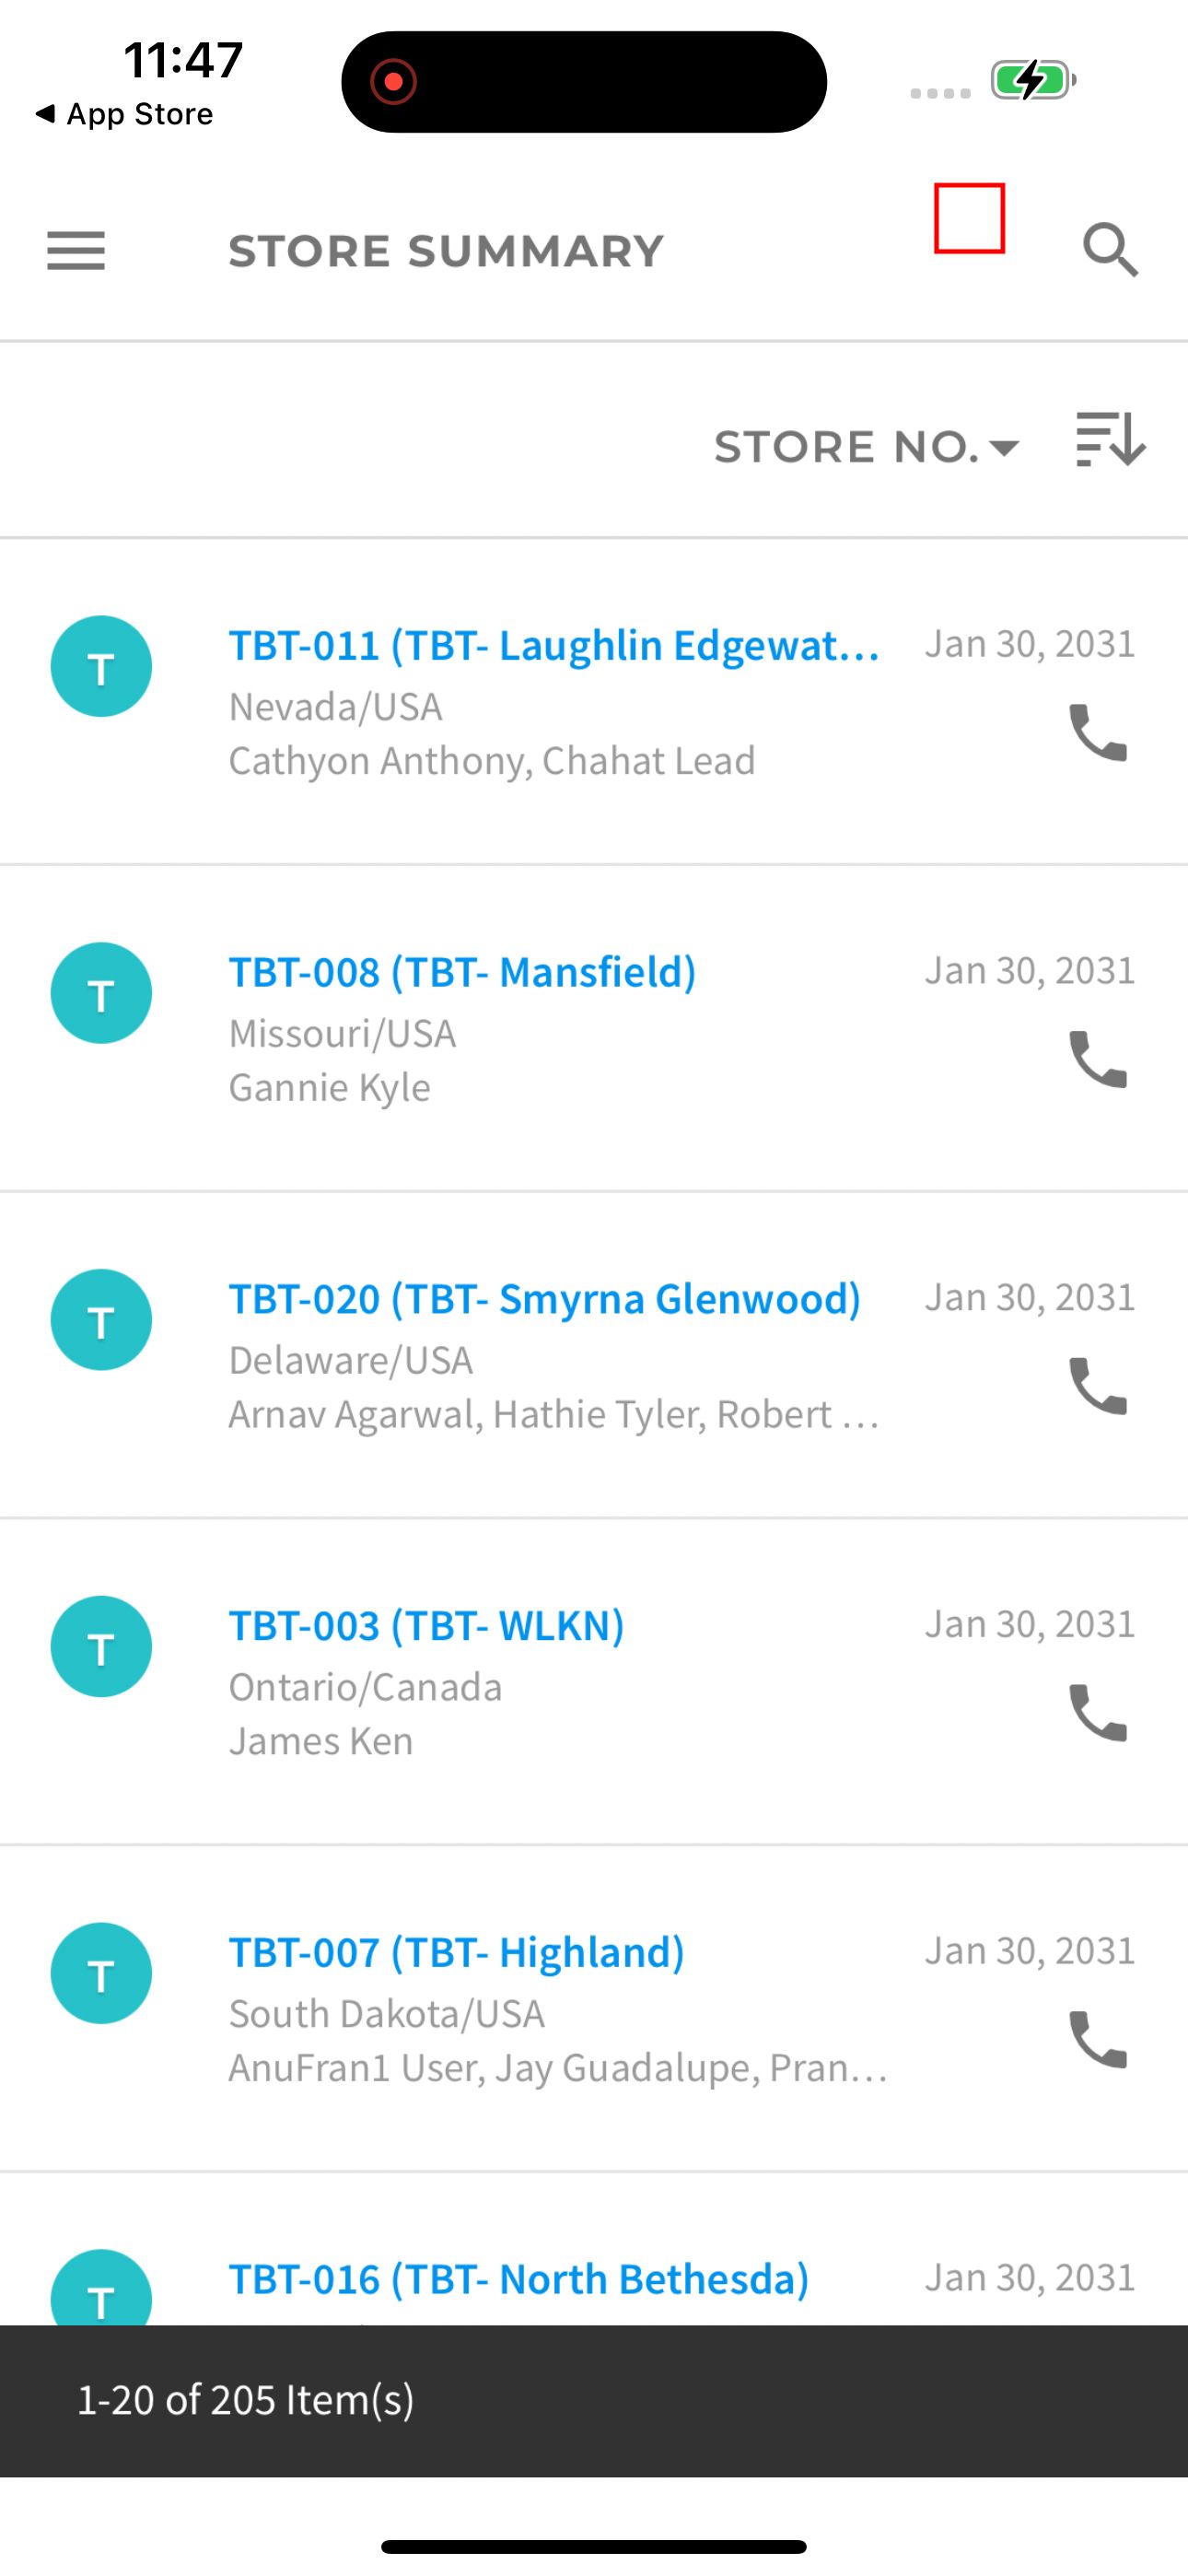 11:47
App Store
STORE SUMMARY
STORE NO.
T
TBT-011 (TBT- Laughlin Edgewat...
Jan 30, 2031
Nevada/USA
Cathyon Anthony, Chahat Lead
T
TBT-008 (TBT- Mansfield)
Jan 30, 2031
Missouri/USA
Gannie Kyle
T
TBT-020 (TBT- Smyrna Glenwood)
Jan 30, 2031
Delaware/USA
Arnav Agarwal, Hathie Tyler, Robert ...
T
TBT-003 (TBT- WLKN)
Jan 30, 2031
Ontario/Canada
James Ken
T
TBT-007 (TBT- Highland)
Jan 30, 2031
South Dakota/USA
AnuFran1 User, Jay Guadalupe, Pran...
T
TBT-016 (TBT- North Bethesda)
Jan 30, 2031
1-20 of 205 Item(s)